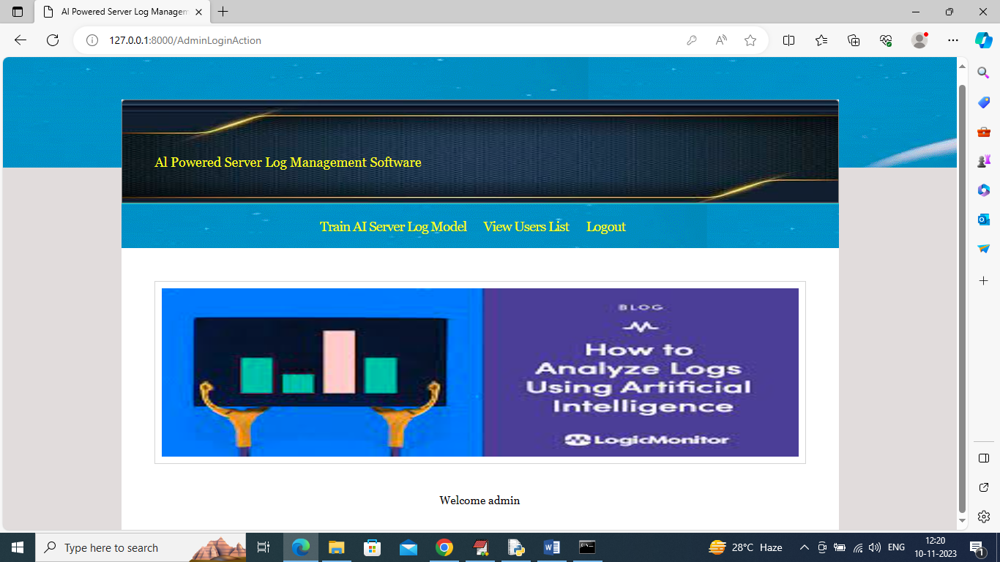 AI Powered Server Log Managem
127.0.0.1:8000/AdminLoginAction
Al Powered Server Log Management Software
Train AI Server Log Model View Users List Logout
BLOG
How to
Analyze Logs
Using Artificial
Intelligence
LogicMonitor
Welcome admin
Type here to search
28°C Haze
ENG
12:20
10-11-2023
1